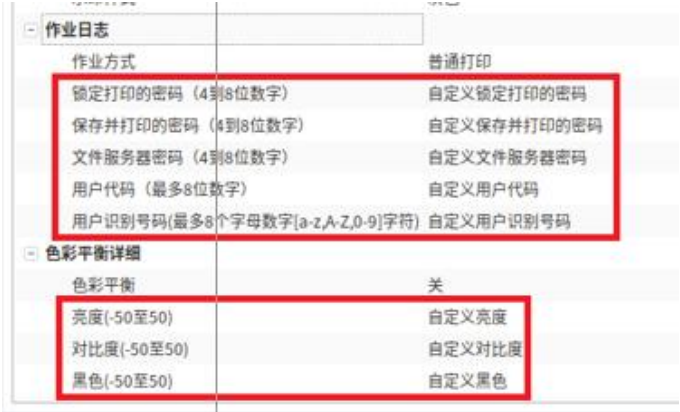 作业日志
作业方式 普通打印
锁定打印的密码（4到8位数字） 自定义锁定打印的密码
保存并打印的密码（4到8位数字） 自定义保存并打印的密码
文件服务器密码（4到8位数字） 自定义文件服务器密码
用户代码（最多8位数字） 自定义用户代码
用户识别号码(最多8个字母数字[a-z,A-Z,0-9]字符) 自定义用户识别号码
色彩平衡详细
色彩平衡 关
亮度(-50至50) 自定义亮度
对比度(-50至50) 自定义对比度
黑色(-50至50) 自定义黑色